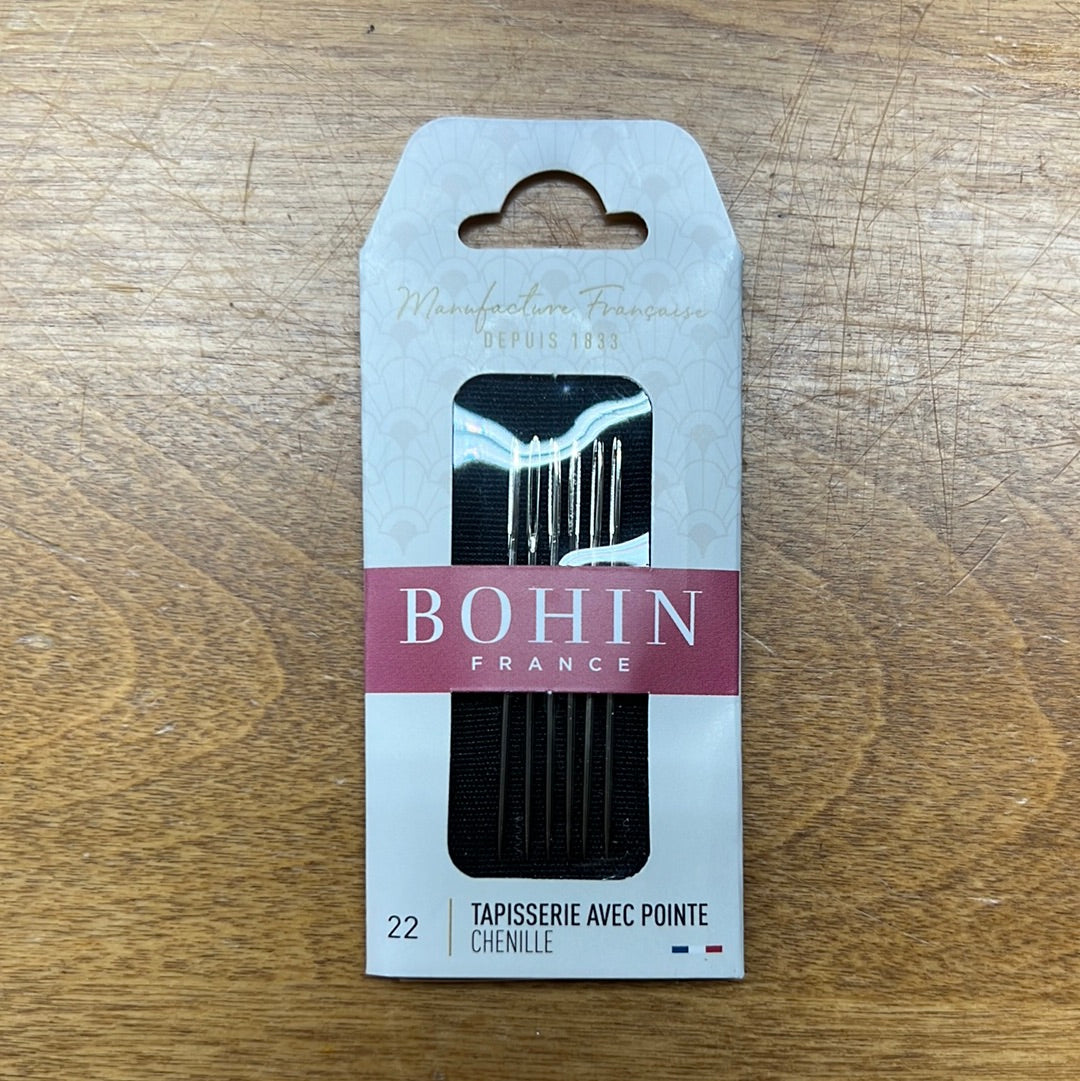 Manufacture Française
DEPUIS 1833
BOHIN
FRANCE
22
TAPISSERIE AVEC POINTE
CHENILLE